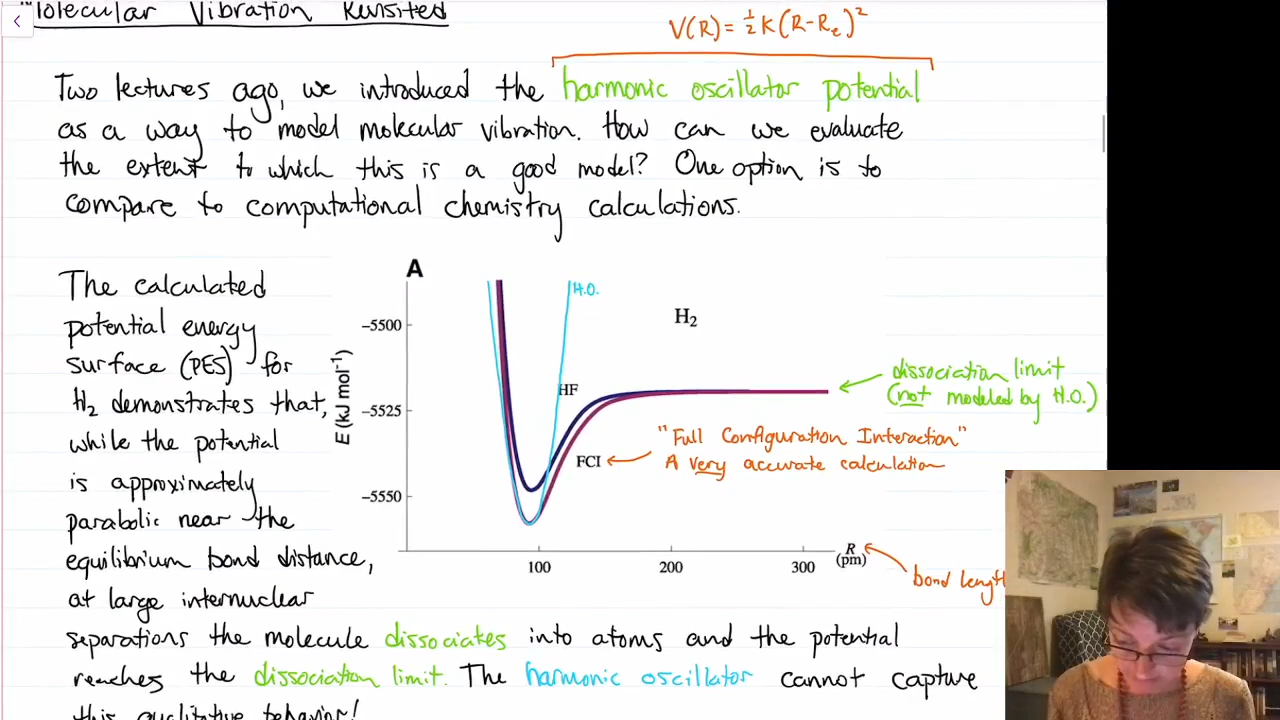 Molecular Vibration Revisited
V(R) = ½K(R-Rₑ)²
Two lectures ago, we introduced the harmonic oscillator potential
as a way to model molecular vibration. How can we evaluate
the extent to which this is a good model? One option is to
compare to computational chemistry calculations.
The calculated
potential energy
surface (PES) for
H₂ demonstrates that,
while the potential
is approximately
parabolic near the
equilibrium bond distance,
at large internuclear
separations the molecule dissociates into atoms and the potential
reaches the dissociation limit. The harmonic oscillator cannot capture
this qualitative behavior!
A
H.O.
H₂
-5500
HF
-5525
E (kJ mol⁻¹)
FCI
-5550
100 200 300
R
(pm)
dissociation limit
(not modeled by H.O.)
"Full Configuration Interaction"
A very accurate calculation
bond length